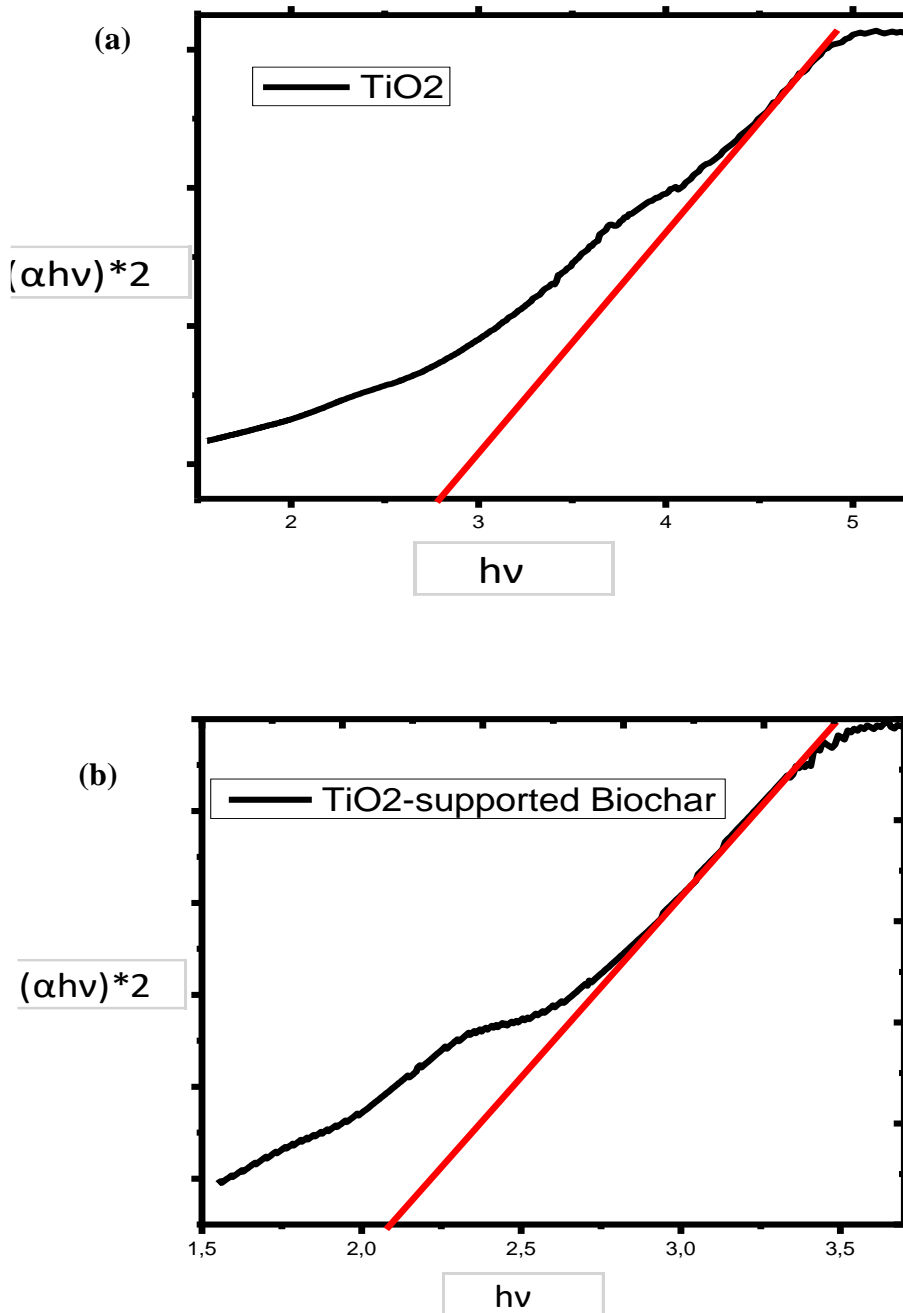 (a)
TiO2
(αhν)*2
2 3 4 5
hν
(b)
TiO2-supported Biochar
(αhν)*2
1,5 2,0 2,5 3,0 3,5
hν